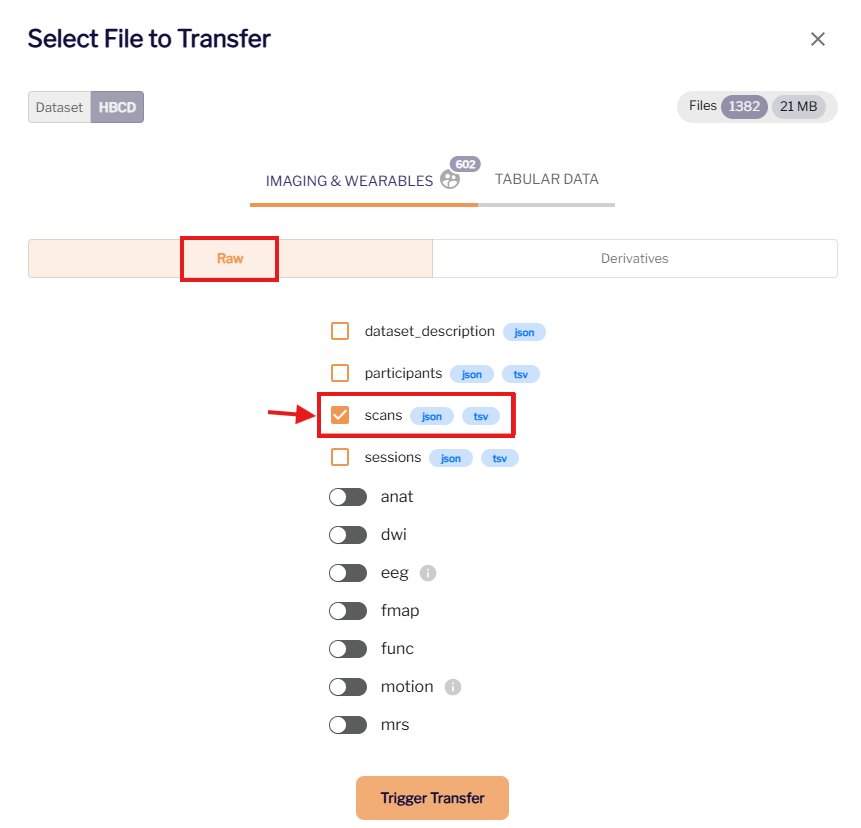 Select File to Transfer
Dataset HBCD
Files 1382 21 MB
IMAGING & WEARABLES 602 TABULAR DATA
Raw Derivatives
dataset_description json
participants json tsv
scans json tsv
sessions json tsv
anat
dwi
eeg
fmap
func
motion
mrs
Trigger Transfer